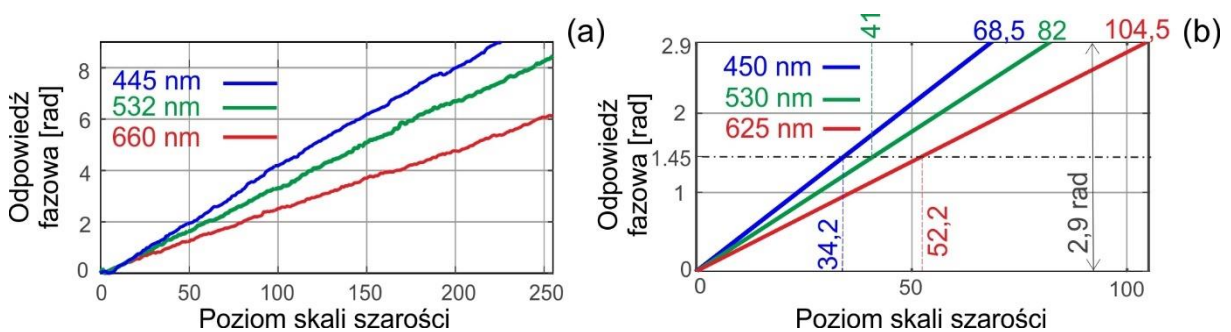 (a)
Odpowiedź
fazowa [rad]
8
6
4
2
0
445 nm
532 nm
660 nm
0 50 100 150 200 250
Poziom skali szarości
(b)
41 68,5 82 104,5
Odpowiedź
fazowa [rad]
2.9
2
1.45
1
0
450 nm
530 nm
625 nm
34,2
52,2
2,9 rad
0 50 100
Poziom skali szarości